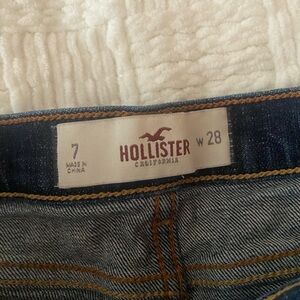 7
MADE IN
CHINA
HOLLISTER
CALIFORNIA
W 28